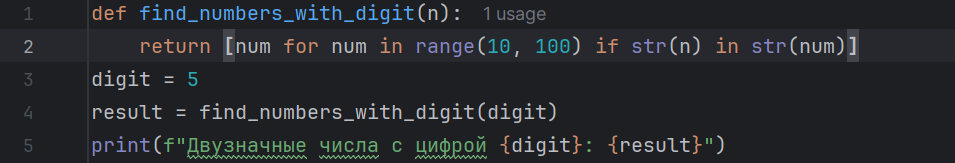 1 def find_numbers_with_digit(n): 1 usage
2 return [num for num in range(10, 100) if str(n) in str(num)]
3 digit = 5
4 result = find_numbers_with_digit(digit)
5 print(f"Двузначные числа с цифрой {digit}: {result}")